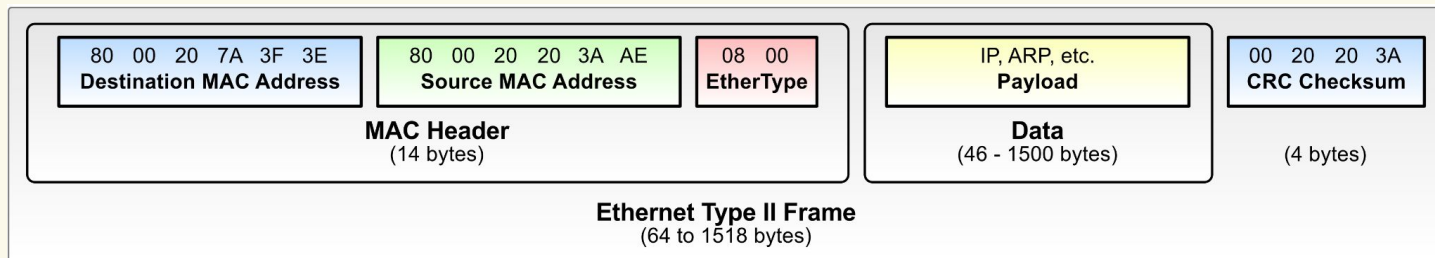 80 00 20 7A 3F 3E
Destination MAC Address
80 00 20 20 3A AE
Source MAC Address
08 00
EtherType
MAC Header
(14 bytes)
IP, ARP, etc.
Payload
Data
(46 - 1500 bytes)
00 20 20 3A
CRC Checksum
(4 bytes)
Ethernet Type II Frame
(64 to 1518 bytes)